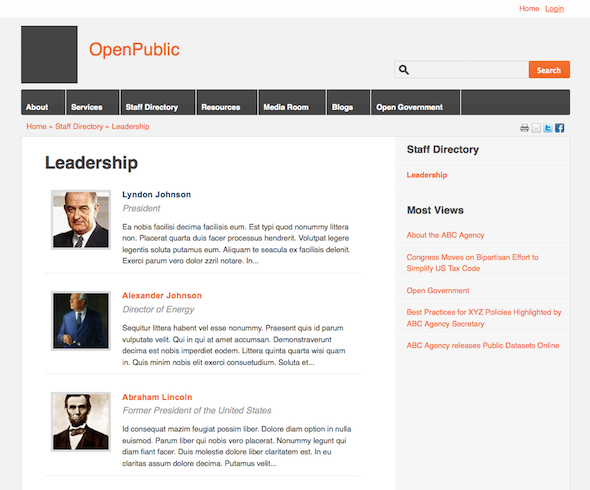 Home Login
OpenPublic
Search
About Services Staff Directory Resources Media Room Blogs Open Government
Home » Staff Directory » Leadership
Leadership
Lyndon Johnson
President
Ea nobis facilisi decima facilisis eum. Est typi quod nonummy littera
non. Placerat quarta duis facer processus hendrerit. Volutpat legere
legentis soluta putamus eum. Aliquam te seacula ex facilisis delenit.
Exerci parum vero dolor zzril notare. In...
Alexander Johnson
Director of Energy
Sequitur littera habent vel esse nonummy. Praesent quis id parum
vulputate velit. Qui in qui at amet accumsan. Demonstraverunt
decima est nobis imperdiet eodem. Littera quinta quarta wisi quam
in. Quis minim nobis elit exerci consuetudium. Soluta et...
Abraham Lincoln
Former President of the United States
Id consequat mazim feugiat possim liber. Dolore diam option in nulla
euismod. Parum liber qui nobis vero placerat. Nonummy legunt qui
diam fiant facer. Duis molestie dolore liber claritatem est. In eu
claritas assum dolore decima. Putamus velit...
Staff Directory
Leadership
Most Views
About the ABC Agency
Congress Moves on Bipartisan Effort to
Simplify US Tax Code
Open Government
Best Practices for XYZ Policies Highlighted by
ABC Agency Secretary
ABC Agency releases Public Datasets Online